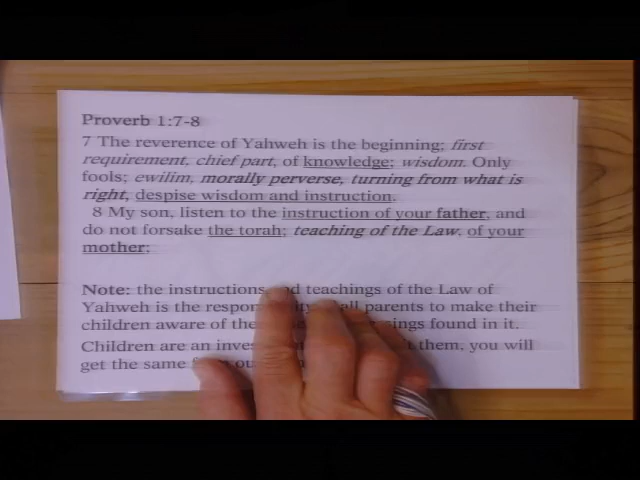 Proverb 1:7-8
7 The reverence of Yahweh is the beginning; first
requirement, chief part, of knowledge; wisdom. Only
fools; ewilim, morally perverse, turning from what is
right, despise wisdom and instruction.
8 My son, listen to the instruction of your father, and
do not forsake the torah; teaching of the Law, of your
mother;
Note: the instructions and teachings of the Law of
Yahweh is the all parents to make their
children aware of found in it.
Children are an them, you will
get the same